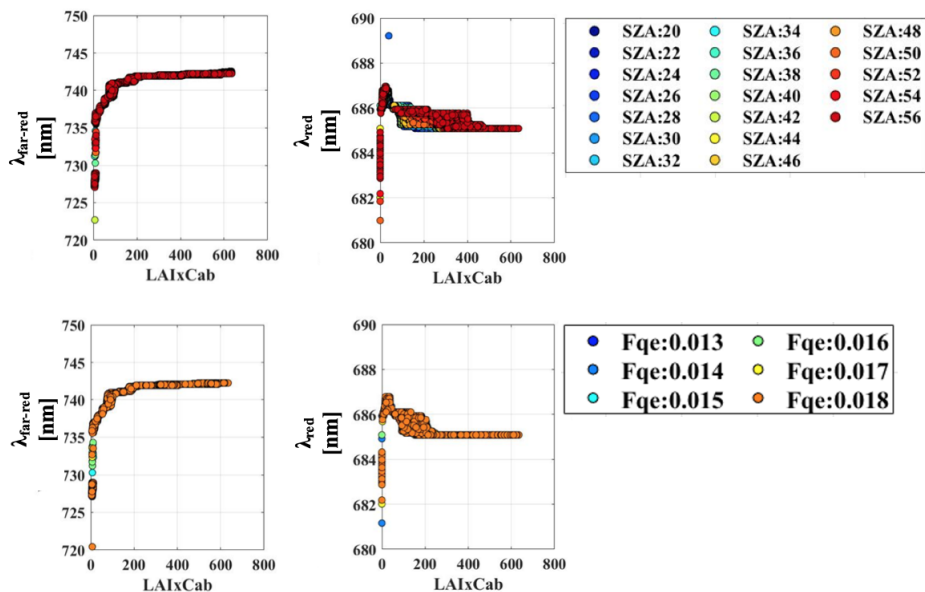 750
745
740
735
730
725
720
λfar-red
[nm]
0 200 400 600 800
LAIxCab
690
688
686
684
682
680
λred
[nm]
0 200 400 600 800
LAIxCab
SZA:20 SZA:34 SZA:48
SZA:22 SZA:36 SZA:50
SZA:24 SZA:38 SZA:52
SZA:26 SZA:40 SZA:54
SZA:28 SZA:42 SZA:56
SZA:30 SZA:44
SZA:32 SZA:46
750
740
730
725
720
λfar-red
[nm]
0 200 400 600 800
LAIxCab
690
688
686
684
682
680
λred
[nm]
0 200 400 600 800
LAIxCab
Fqe:0.013 Fqe:0.016
Fqe:0.014 Fqe:0.017
Fqe:0.015 Fqe:0.018